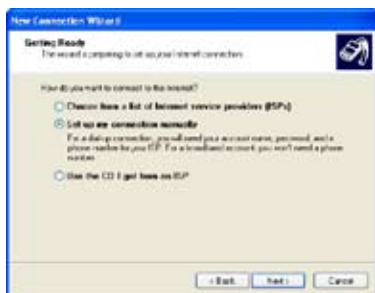 New Connection Wizard
Getting Ready
The wizard is preparing to set up your Internet connection.
How do you want to connect to the Internet?
Choose from a list of Internet service providers (ISPs)
Set up my connection manually
For a dial-up connection, you will need your account name, password, and a
phone number for your ISP. For a broadband account, you won't need a phone
number.
Use the CD I got from an ISP
< Back
Next >
Cancel